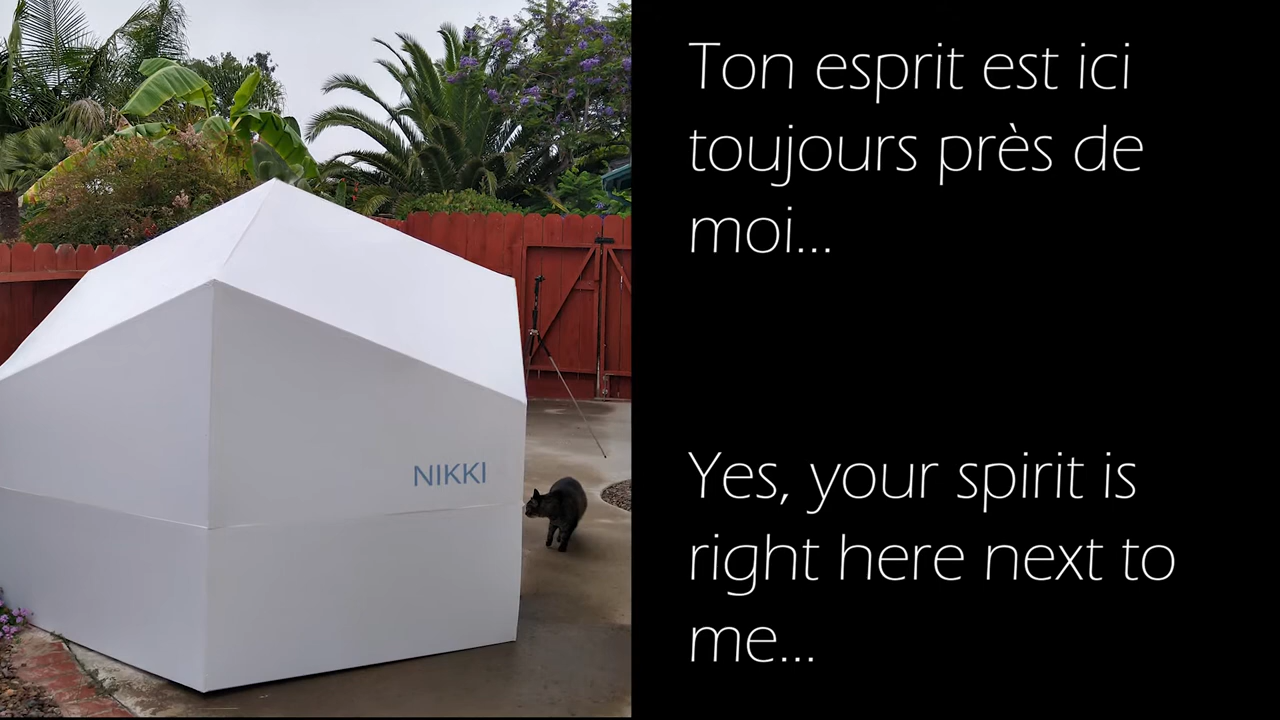 NIKKI
Ton esprit est ici
toujours près de
moi...
Yes, your spirit is
right here next to
me...